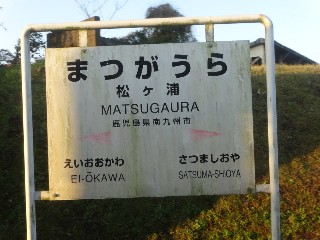 まつがうら
松ヶ浦
MATSUGAURA
鹿児島県南九州市
えいおおかわ さつましおや
EI-ŌKAWA SATSUMA-SHIOYA